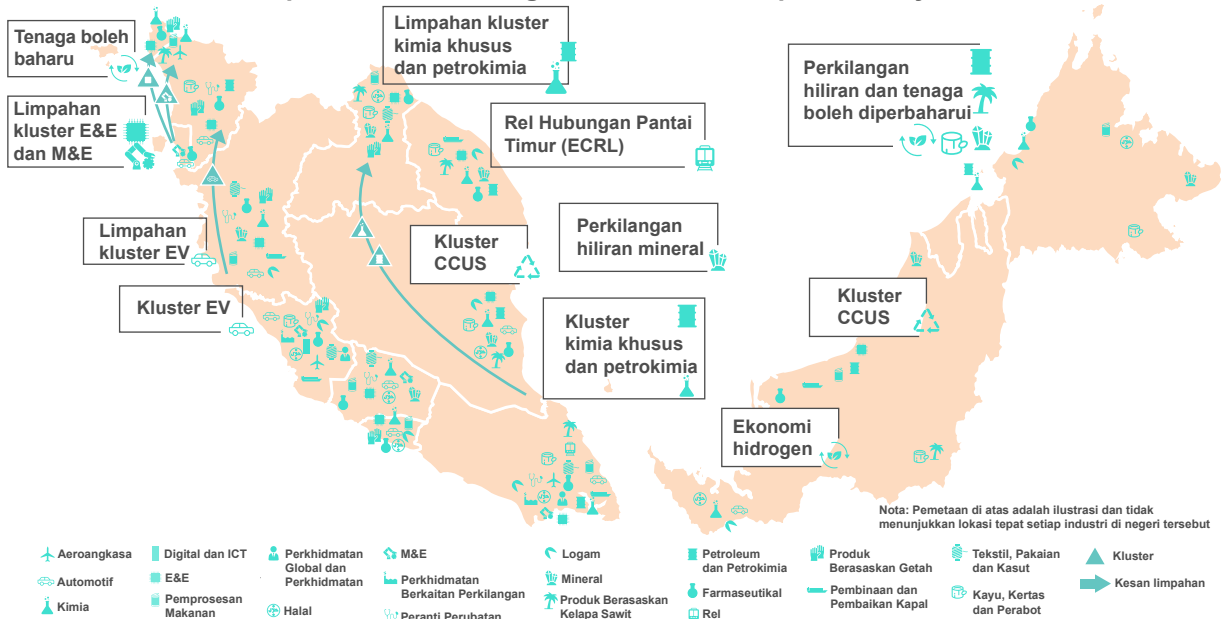 Tenaga boleh
baharu
Limpahan
kluster E&E
dan M&E
Limpahan
kluster EV
Kluster EV
Limpahan kluster
kimia khusus
dan petrokimia
Rel Hubungan Pantai
Timur (ECRL)
Kluster
CCUS
Perkilangan
hiliran mineral
Kluster
kimia khusus
dan petrokimia
Perkilangan
hiliran dan tenaga
boleh diperbaharui
Kluster
CCUS
Ekonomi
hidrogen
Nota: Pemetaan di atas adalah ilustrasi dan tidak
menunjukkan lokasi tepat setiap industri di negeri tersebut
Aeroangkasa
Automotif
Kimia
Digital dan ICT
E&E
Pemprosesan
Makanan
Perkhidmatan
Global dan
Perkhidmatan
Halal
M&E
Perkhidmatan
Berkaitan Perkilangan
Peranti Perubatan
Logam
Mineral
Produk Berasaskan
Kelapa Sawit
Petroleum
dan Petrokimia
Farmaseutikal
Rel
Produk
Berasaskan Getah
Pembinaan dan
Pembaikan Kapal
Tekstil, Pakaian
dan Kasut
Kayu, Kertas
dan Perabot
Kluster
Kesan limpahan